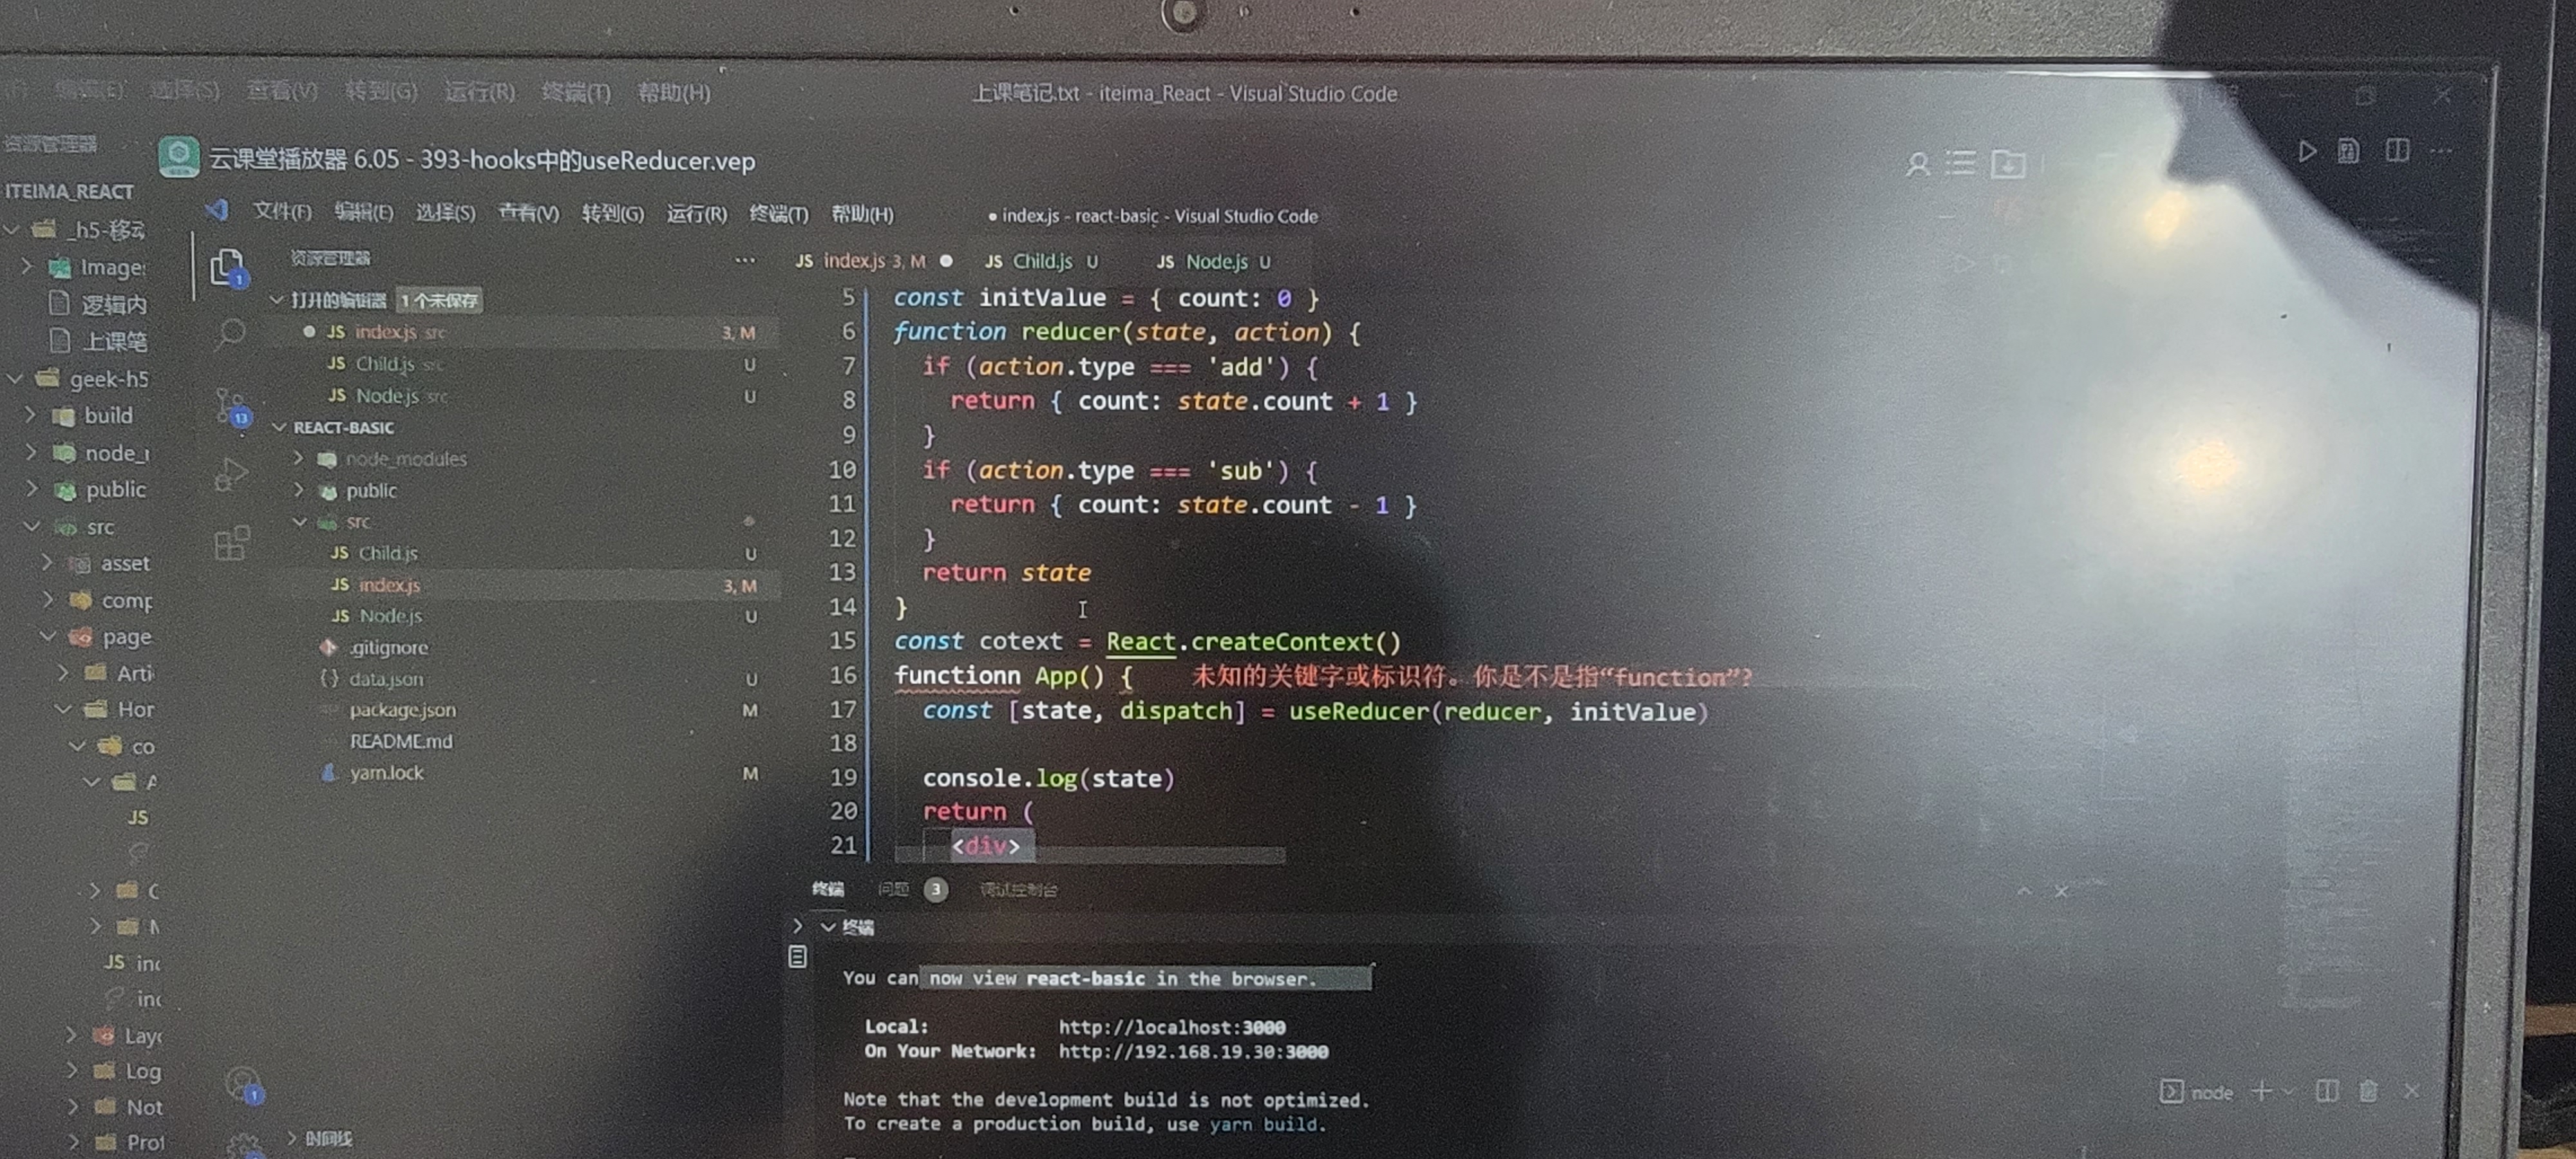 编辑(E) 选择(S) 查看(V) 转到(G) 运行(R) 终端(T) 帮助(H) 上课笔记.txt - iteima_React - Visual Studio Code
资源管理器
云课堂播放器 6.05 - 393-hooks中的useReducer.vep
ITEIMA_REACT
_h5-移动
Image
逻辑内
上课笔
geek-h5
build
node_
public
src
asset
comp
page
Arti
Hor
co
A
JS
C
JS inc
inc
Lay
Log
Not
Prof
文件(F) 编辑(E) 选择(S) 查看(V) 转到(G) 运行(R) 终端(T) 帮助(H) ● index.js - react-basic - Visual Studio Code
资源管理器 ...
打开的编辑器 1个未保存
● JS index.js src 3, M
JS Child.js src U
JS Node.js src U
REACT-BASIC
node_modules
public
src
JS Child.js U
JS index.js 3, M
JS Node.js U
.gitignore
{} data.json U
package.json M
README.md
yarn.lock M
时间线
1
13
1
JS index.js 3, M ● JS Child.js U JS Node.js U
5 const initValue = { count: 0 }
6 function reducer(state, action) {
7 if (action.type === 'add') {
8 return { count: state.count + 1 }
9 }
10 if (action.type === 'sub') {
11 return { count: state.count - 1 }
12 }
13 return state
14 }
15 const cotext = React.createContext()
16 functionn App() { 未知的关键字或标识符。你是不是指“function”?
17 const [state, dispatch] = useReducer(reducer, initValue)
18
19 console.log(state)
20 return (
21 <div>
终端 问题 3 调试控制台
终端
You can now view react-basic in the browser.
Local: http://localhost:3000
On Your Network: http://192.168.19.30:3000
Note that the development build is not optimized.
To create a production build, use yarn build.
node